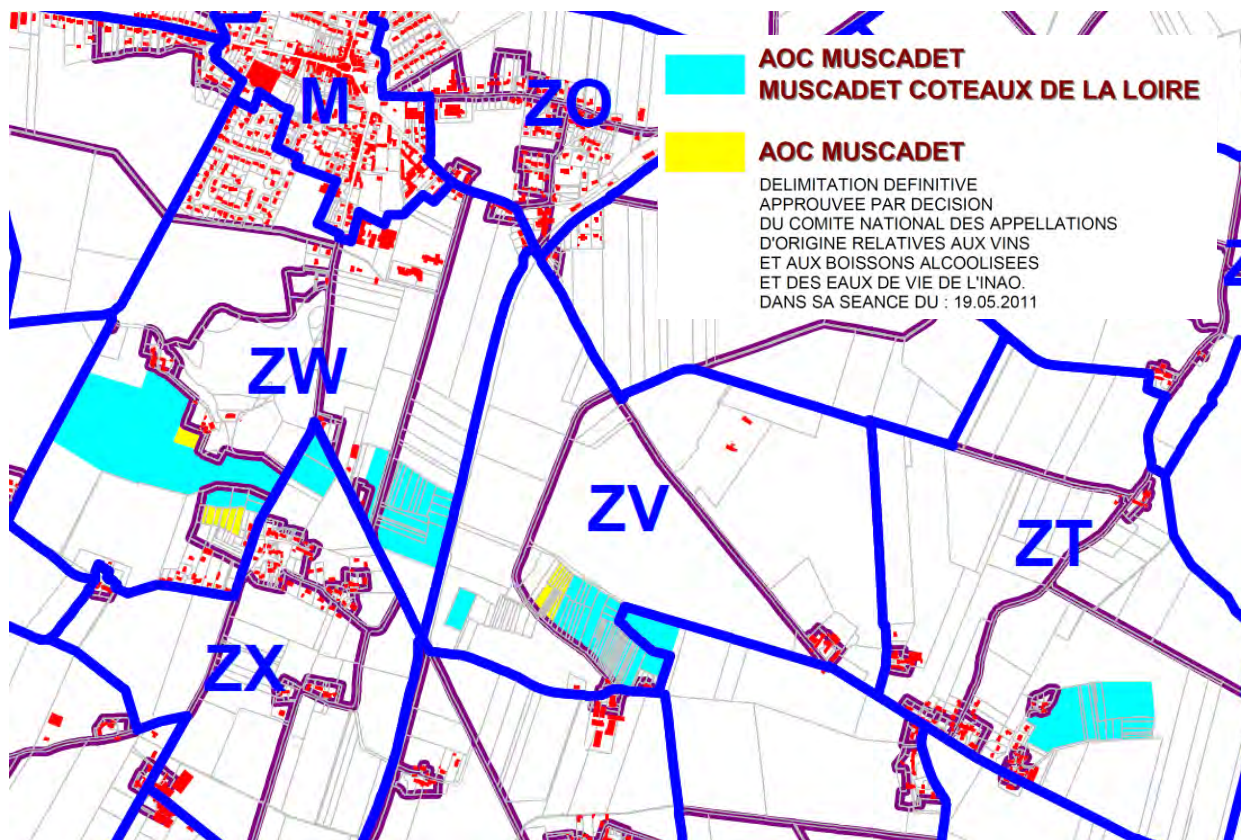 AOC MUSCADET
MUSCADET COTEAUX DE LA LOIRE
AOC MUSCADET
DELIMITATION DEFINITIVE
APPROUVEE PAR DECISION
DU COMITE NATIONAL DES APPELLATIONS
D'ORIGINE RELATIVES AUX VINS
ET AUX BOISSONS ALCOOLISEES
ET DES EAUX DE VIE DE L'INAO.
DANS SA SEANCE DU : 19.05.2011
M
ZO
ZW
ZV
ZT
ZX